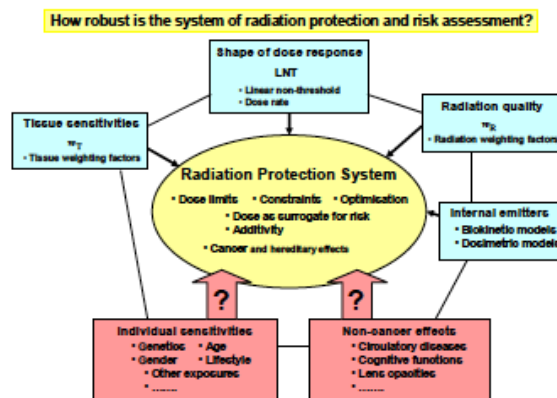 How robust is the system of radiation protection and risk assessment?
Shape of dose response
LNT
• Linear non-threshold
• Dose rate
Tissue sensitivities
wT
• Tissue weighting factors
Radiation quality
wR
• Radiation weighting factors
Radiation Protection System
• Dose limits • Constraints • Optimisation
• Dose as surrogate for risk
• Additivity
• Cancer and hereditary effects
Internal emitters
• Biokinetic models
• Dosimetric models
?
?
Individual sensitivities
• Genetics • Age
• Gender • Lifestyle
• Other exposures
• ........
Non-cancer effects
• Circulatory diseases
• Cognitive functions
• Lens opacities
• ........